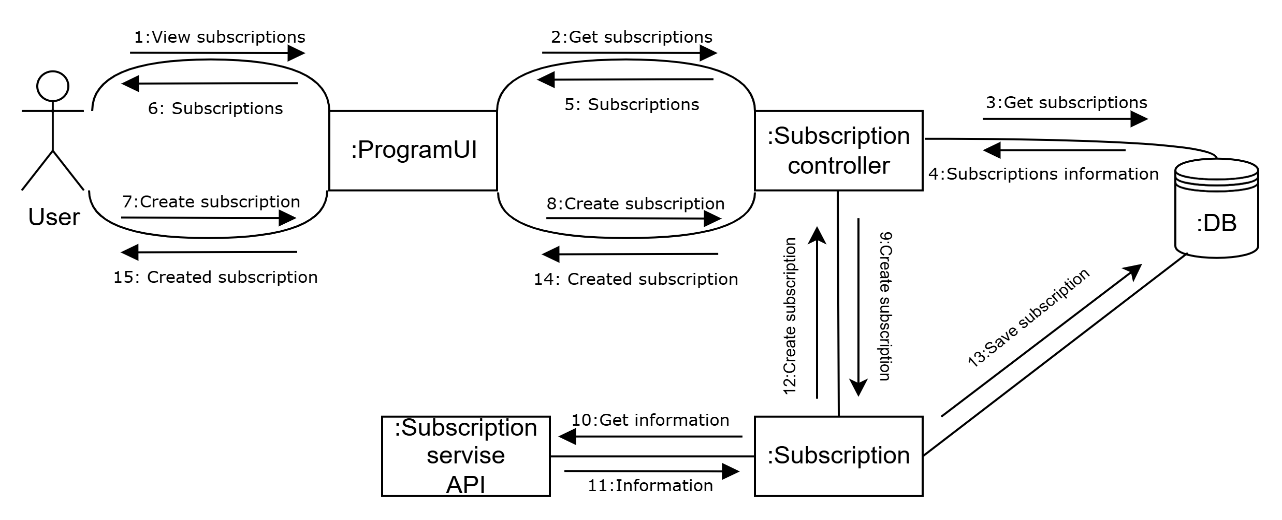 1:View subscriptions
2:Get subscriptions
6: Subscriptions
5: Subscriptions
3:Get subscriptions
:ProgramUI
:Subscription
controller
4:Subscriptions information
User
7:Create subscription
8:Create subscription
:DB
15: Created subscription
14: Created subscription
12:Create subscription
9:Create subscription
13:Save subscription
:Subscription
servise
API
10:Get information
11:Information
:Subscription